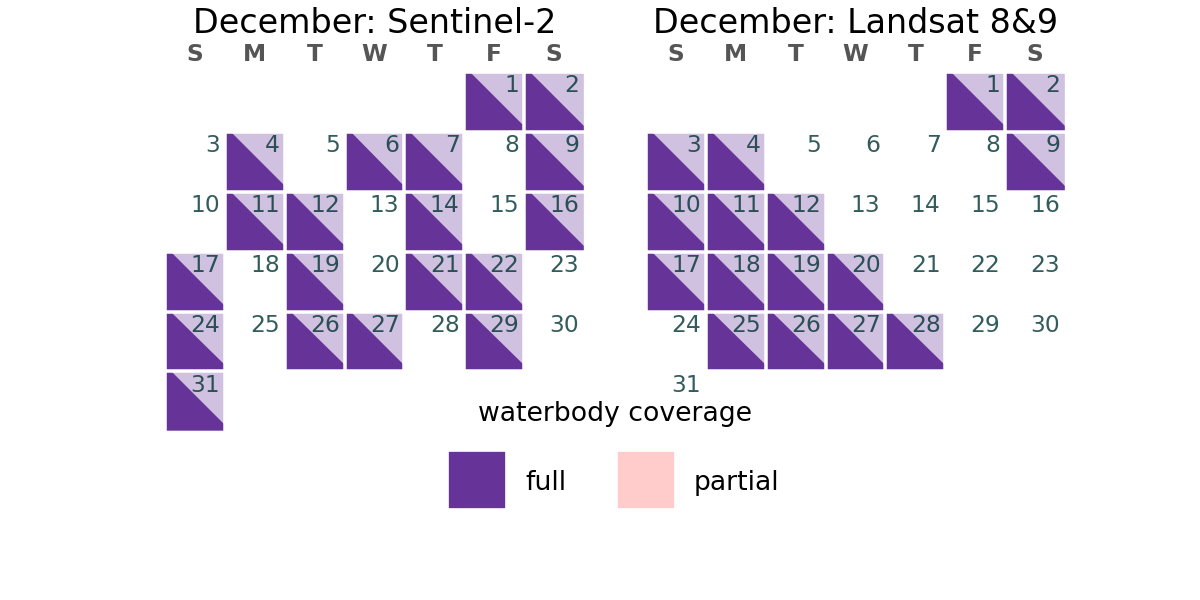 December: Sentinel-2
S M T W T F S
1 2
3 4 5 6 7 8 9
10 11 12 13 14 15 16
17 18 19 20 21 22 23
24 25 26 27 28 29 30
31
December: Landsat 8&9
S M T W T F S
1 2
3 4 5 6 7 8 9
10 11 12 13 14 15 16
17 18 19 20 21 22 23
24 25 26 27 28 29 30
31
waterbody coverage
full partial